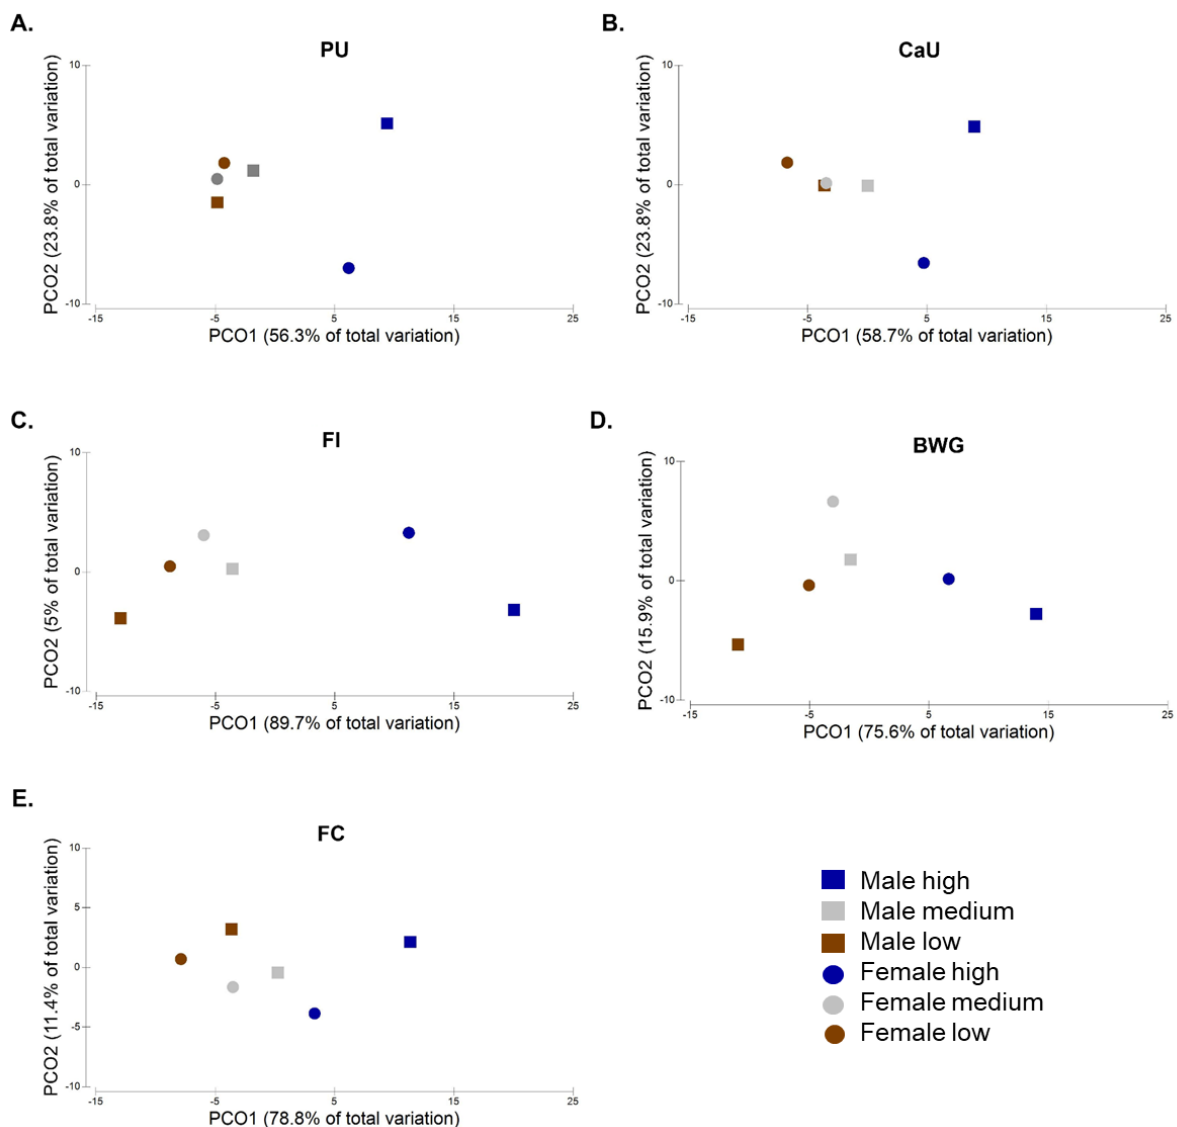 A.
PU
PCO2 (23.8% of total variation)
10
0
-10
-15 -5 5 15 25
PCO1 (56.3% of total variation)
B.
CaU
PCO2 (23.8% of total variation)
10
0
-10
-15 -5 5 15 25
PCO1 (58.7% of total variation)
C.
FI
PCO2 (5% of total variation)
10
0
-10
-15 -5 5 15 25
PCO1 (89.7% of total variation)
D.
BWG
PCO2 (15.9% of total variation)
10
0
-10
-15 -5 5 15 25
PCO1 (75.6% of total variation)
E.
FC
PCO2 (11.4% of total variation)
10
5
0
-5
-10
-15 -5 5 15 25
PCO1 (78.8% of total variation)
Male high
Male medium
Male low
Female high
Female medium
Female low